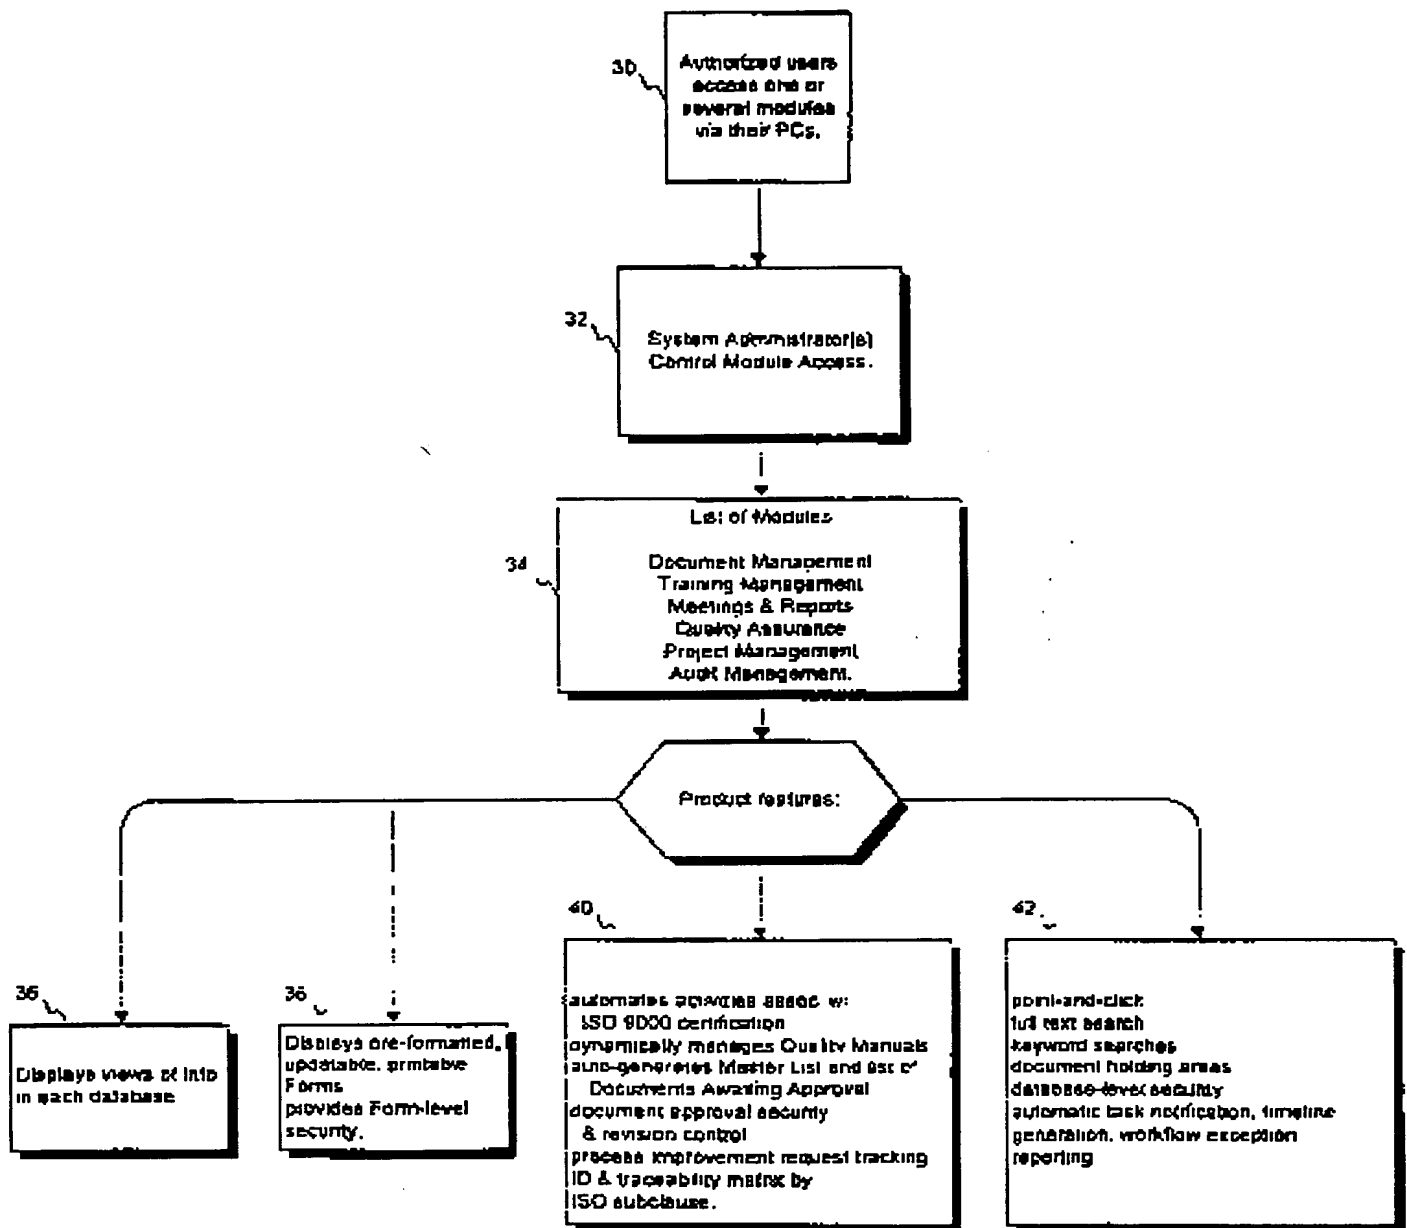 30
Authorized users
access one or
several modules
via their PCs.
32
System Administrator(s)
Control Module Access.
34
List of Modules
Document Management
Training Management
Meetings & Reports
Quality Assurance
Project Management
Audit Management.
Product features:
36
Displays views of info
in each database
Displays pre-formatted,
updatable, printable
Forms
provides Form-level
security.
40
automates activities assoc. w:
ISO 9000 certification
dynamically manages Quality Manuals
auto-generates Master List and list of
Documents Awaiting Approval
document approval security
& revision control
process improvement request tracking
ID & traceability matrix by
ISO subclause.
42
point-and-click
full text search
keyword searches
document holding areas
database-level security
automatic task notification, timeline
generation, workflow exception
reporting